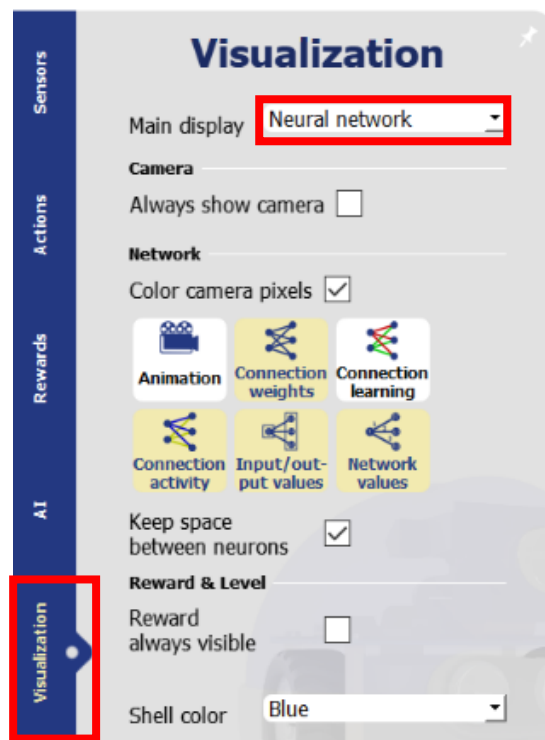 Visualization
Sensors
Main display Neural network
Camera
Always show camera
Actions
Network
Color camera pixels
Rewards
Animation Connection weights Connection learning
Connection activity Input/out- put values Network values
AI
Keep space
between neurons
Reward & Level
Visualization
Reward
always visible
Shell color Blue